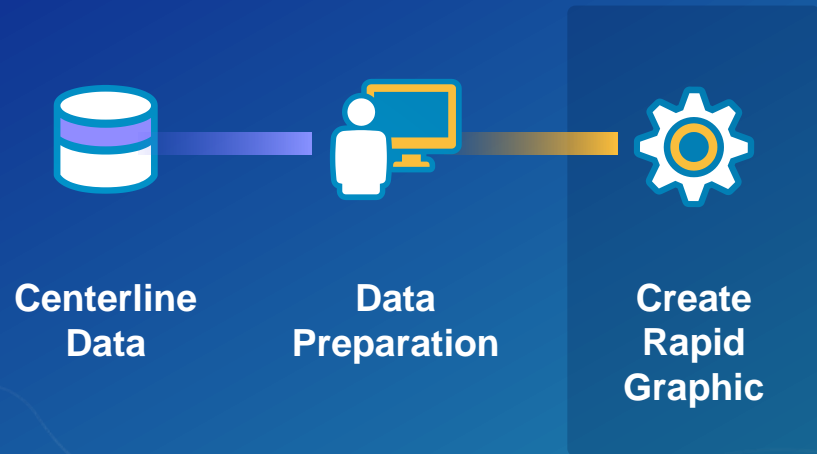 Centerline
Data
Data
Preparation
Create
Rapid
Graphic